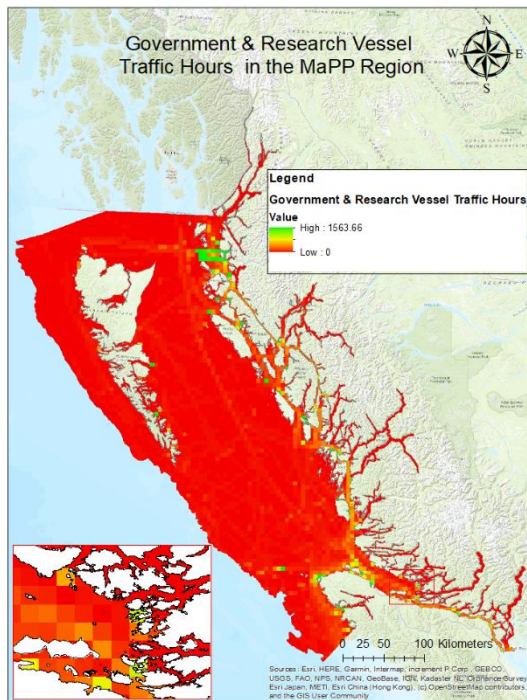 Government & Research Vessel
Traffic Hours in the MaPP Region
N
W
E
S
Legend
Government & Research Vessel Traffic Hours
Value
High : 1563.66
Low : 0
0 25 50 100 Kilometers
Sources: Esri, HERE, Garmin, Intermap, increment P Corp., GEBCO,
USGS, FAO, NPS, NRCAN, GeoBase, IGN, Kadaster NL, Ordnance Survey,
Esri Japan, METI, Esri China (Hong Kong), (c) OpenStreetMap contributors,
and the GIS User Community